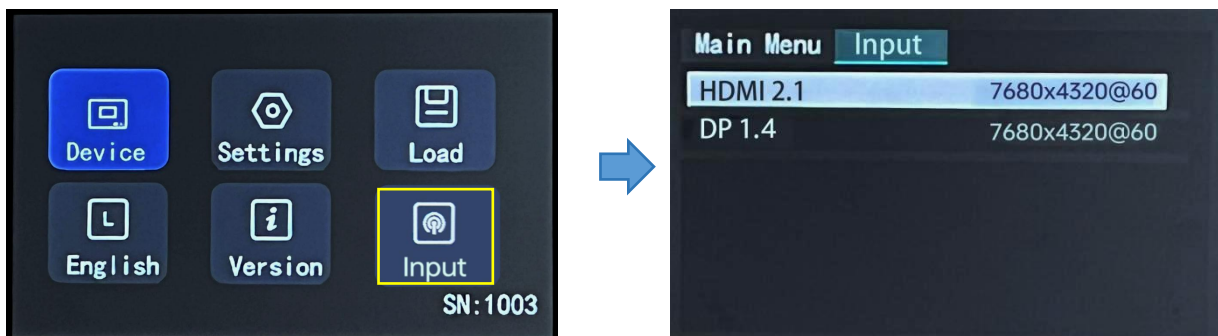 Device
Settings
Load
L
English
Version
Input
SN:1003
Main Menu Input
HDMI 2.1 7680x4320@60
DP 1.4 7680x4320@60